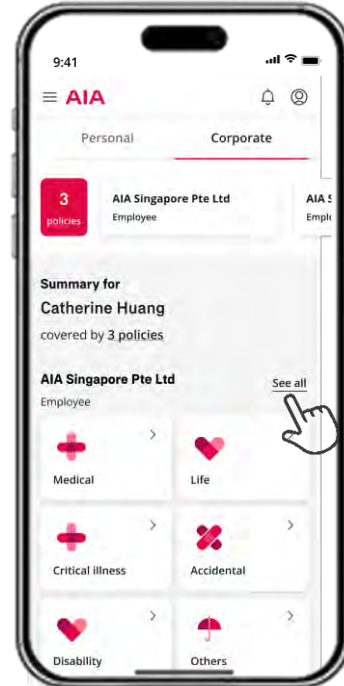 9:41
AIA
Personal Corporate
3
policies
AIA Singapore Pte Ltd
Employee
AIA
Summary for
Catherine Huang
covered by 3 policies
AIA Singapore Pte Ltd
See all
Employee
Medical
Life
Critical illness
Accidental
Disability
Others